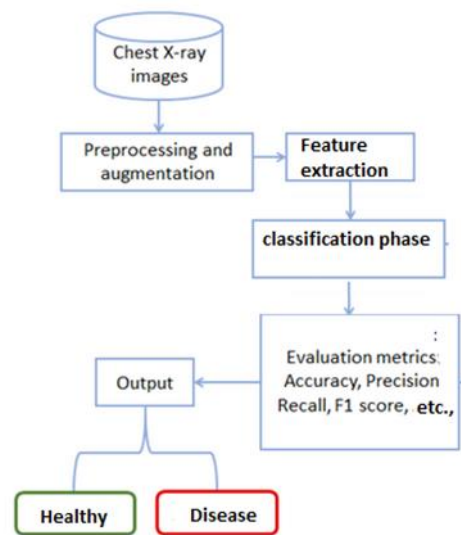 Chest X-ray
images
Preprocessing and
augmentation
Feature
extraction
classification phase
:
Evaluation metrics:
Accuracy, Precision
Recall, F1 score, etc.,
Output
Healthy
Disease